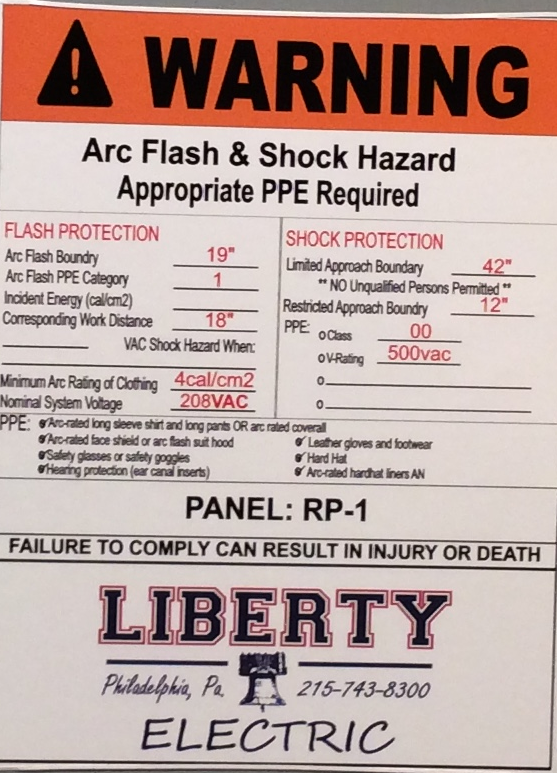 WARNING
Arc Flash & Shock Hazard
Appropriate PPE Required
FLASH PROTECTION
Arc Flash Boundry 19"
Arc Flash PPE Category 1
Incident Energy (cal/cm2)
Corresponding Work Distance 18"
VAC Shock Hazard When:
Minimum Arc Rating of Clothing 4cal/cm2
Nominal System Voltage 208VAC
SHOCK PROTECTION
Limited Approach Boundary 42"
** NO Unqualified Persons Permitted **
Restricted Approach Boundry 12"
PPE: o Class 00
o V-Rating 500vac
o
o
PPE: ✔Arc-rated long sleeve shirt and long pants OR arc rated coverall
✔Arc-rated face shield or arc flash suit hood
✔Safety glasses or safety goggles
✔Hearing protection (ear canal inserts)
✔ Leather gloves and footwear
✔ Hard Hat
✔ Arc-rated hardhat liners AN
PANEL: RP-1
FAILURE TO COMPLY CAN RESULT IN INJURY OR DEATH
LIBERTY
Philadelphia, Pa. 215-743-8300
ELECTRIC